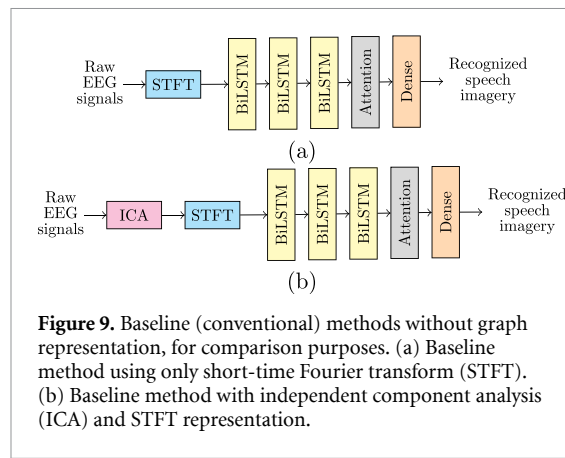 Raw
EEG
signals
STFT
BiLSTM
BiLSTM
BiLSTM
Attention
Dense
Recognized
speech
imagery
(a)
Raw
EEG
signals
ICA
STFT
BiLSTM
BiLSTM
BiLSTM
Attention
Dense
Recognized
speech
imagery
(b)
Figure 9. Baseline (conventional) methods without graph
representation, for comparison purposes. (a) Baseline
method using only short-time Fourier transform (STFT).
(b) Baseline method with independent component analysis
(ICA) and STFT representation.